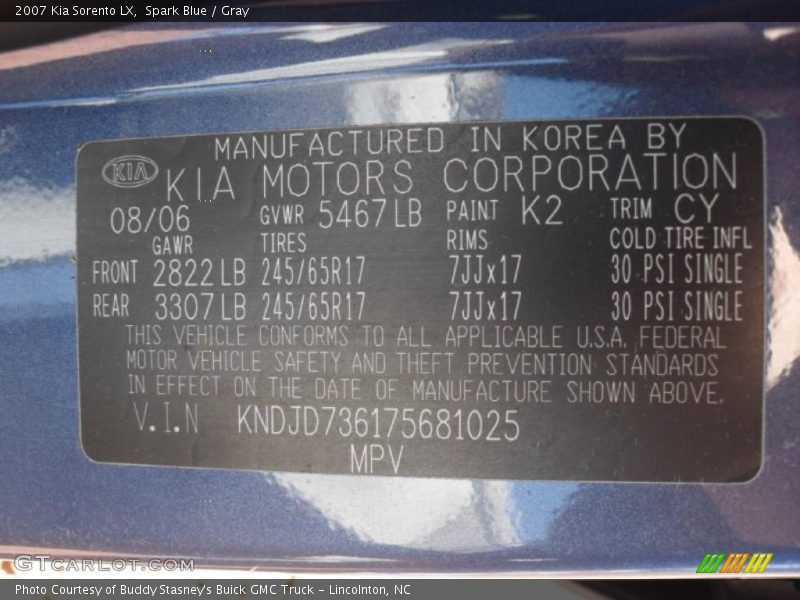 2007 Kia Sorento LX, Spark Blue / Gray
MANUFACTURED IN KOREA BY
KIA KIA MOTORS CORPORATION
08/06 GVWR 5467LB PAINT K2 TRIM CY
GAWR TIRES RIMS COLD TIRE INFL
FRONT 2822LB 245/65R17 7JJx17 30 PSI SINGLE
REAR 3307LB 245/65R17 7JJx17 30 PSI SINGLE
THIS VEHICLE CONFORMS TO ALL APPLICABLE U.S.A. FEDERAL
MOTOR VEHICLE SAFETY AND THEFT PREVENTION STANDARDS
IN EFFECT ON THE DATE OF MANUFACTURE SHOWN ABOVE.
V.I.N KNDJD736175681025
MPV
GTCARLOT.COM
Photo Courtesy of Buddy Stasney's Buick GMC Truck - Lincolnton, NC